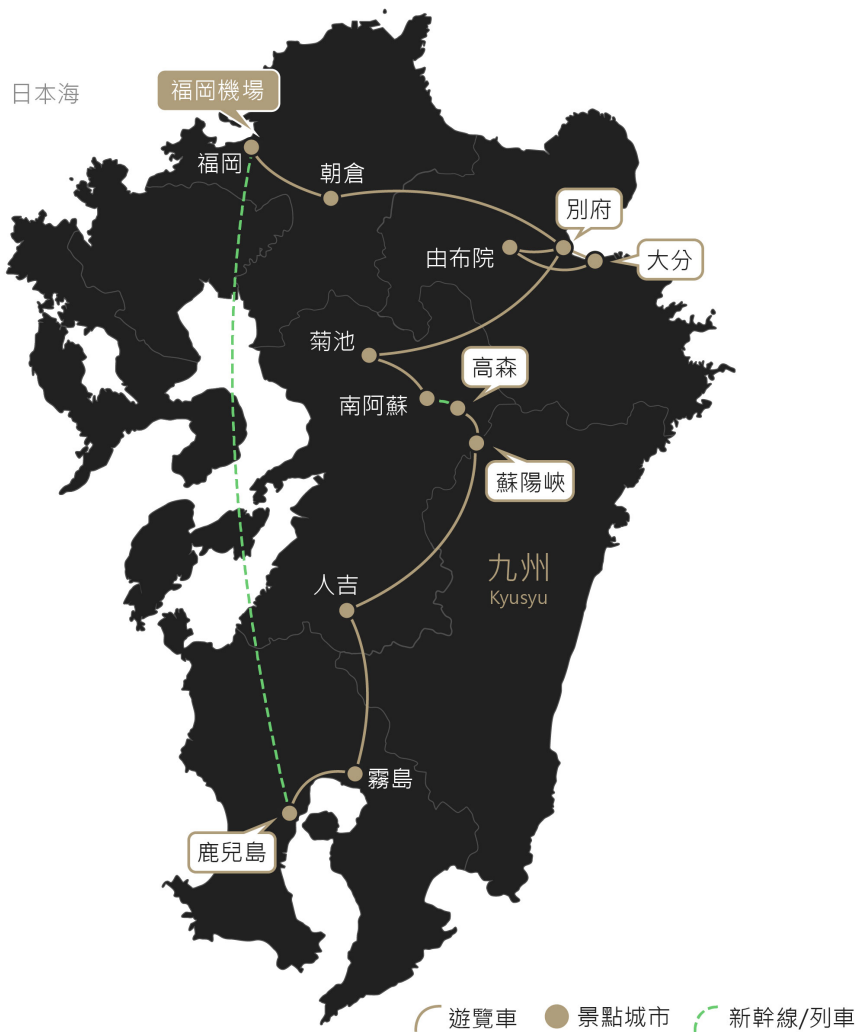 日本海
福岡機場
福岡
朝倉
別府
由布院
大分
菊池
高森
南阿蘇
蘇陽峽
九州
Kyusyu
人吉
霧島
鹿兒島
遊覽車
景點城市
新幹線/列車